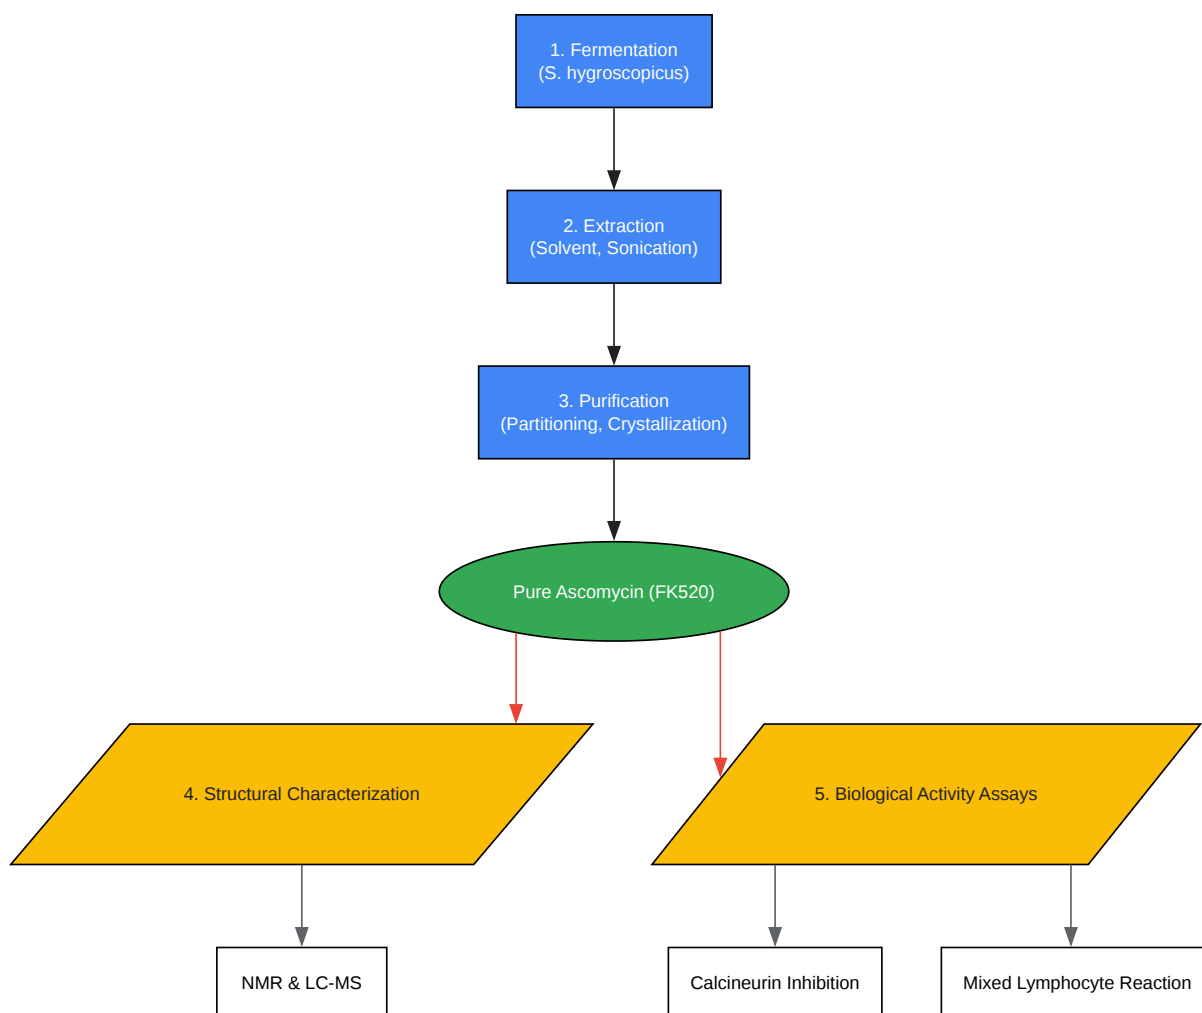 1. Fermentation
(S. hygroscopicus)
2. Extraction
(Solvent, Sonication)
3. Purification
(Partitioning, Crystallization)
Pure Ascomycin (FK520)
4. Structural Characterization
5. Biological Activity Assays
NMR & LC-MS
Calcineurin Inhibition
Mixed Lymphocyte Reaction